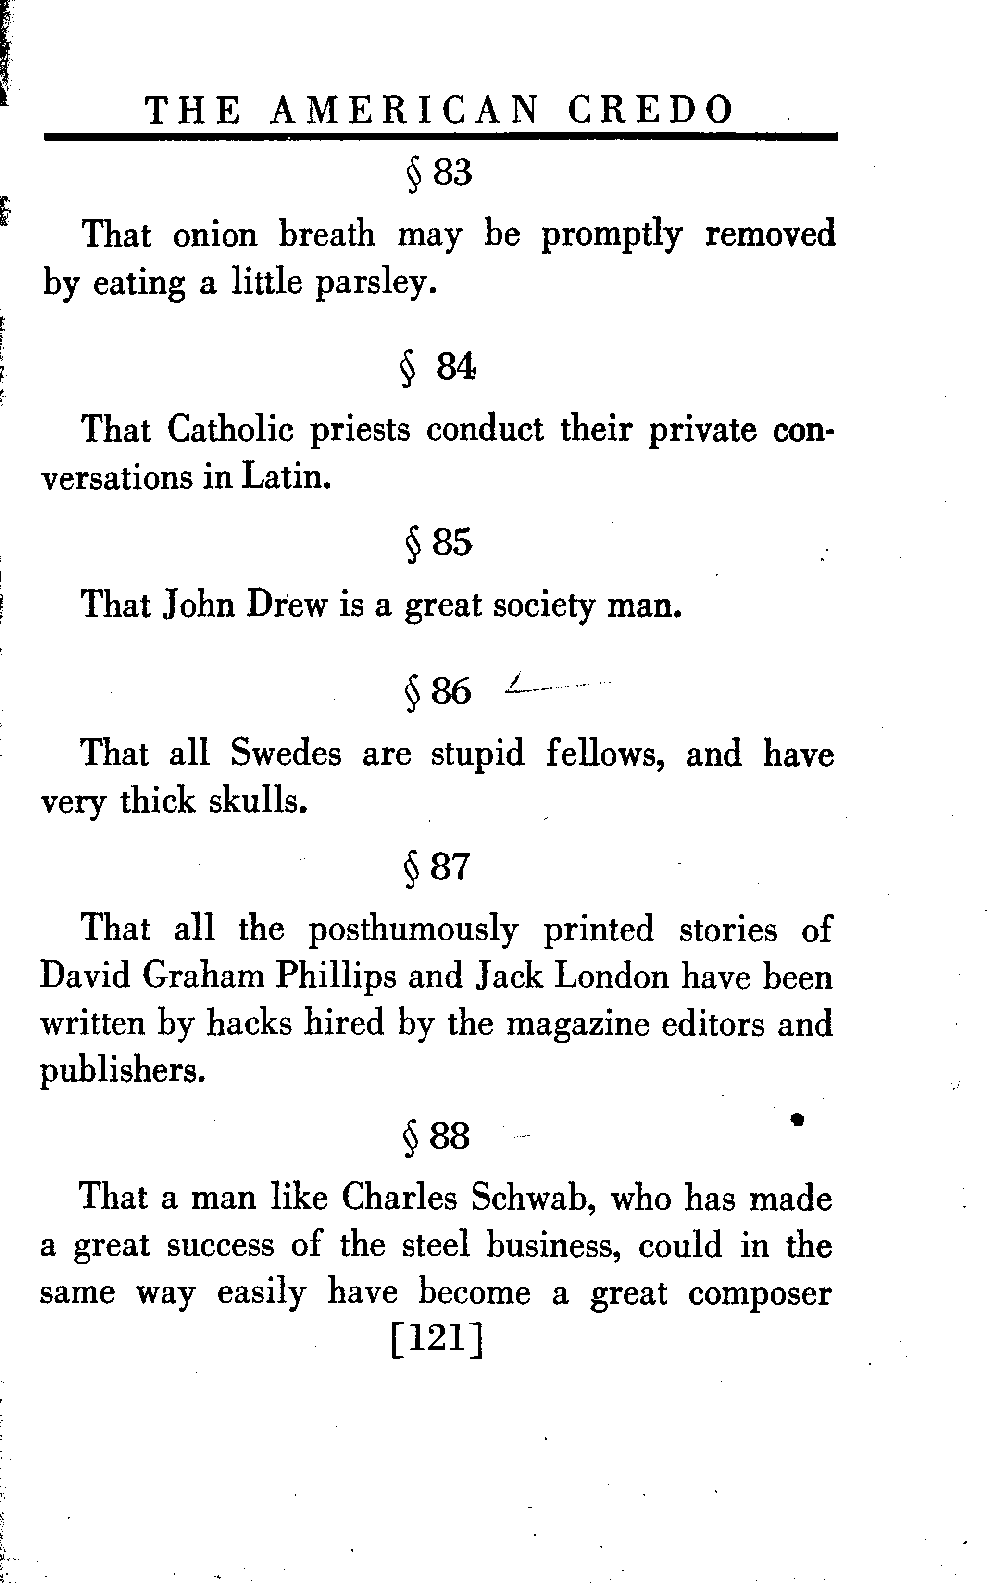 THE AMERICAN CREDO
§ 83
That onion breath may be promptly removed
by eating a little parsley.
§ 84
That Catholic priests conduct their private con-
versations in Latin.
§ 85
That John Drew is a great society man.
§ 86
That all Swedes are stupid fellows, and have
very thick skulls.
§ 87
That all the posthumously printed stories of
David Graham Phillips and Jack London have been
written by hacks hired by the magazine editors and
publishers.
§ 88
That a man like Charles Schwab, who has made
a great success of the steel business, could in the
same way easily have become a great composer
[121]